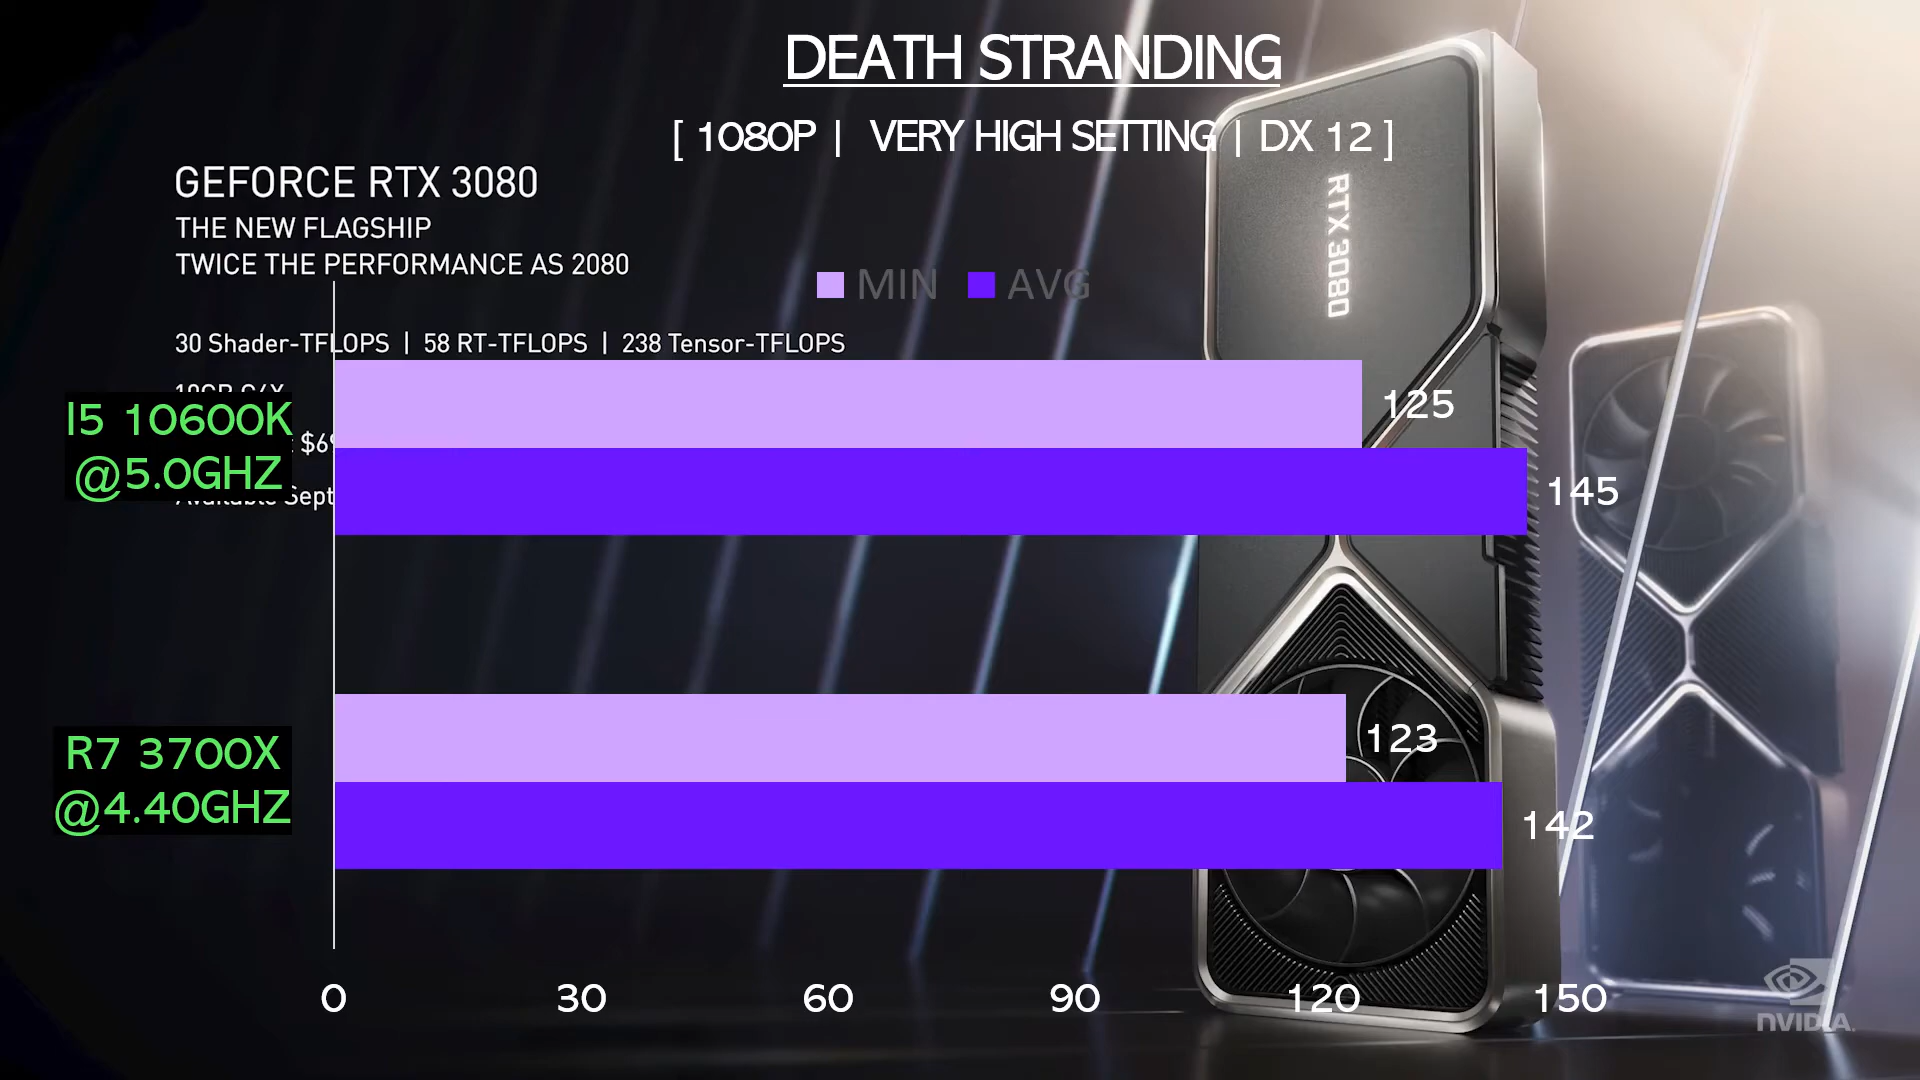 DEATH STRANDING
[ 1080P | VERY HIGH SETTING | DX 12 ]
GEFORCE RTX 3080
THE NEW FLAGSHIP
TWICE THE PERFORMANCE AS 2080
RTX 3080
MIN AVG
30 Shader-TFLOPS | 58 RT-TFLOPS | 238 Tensor-TFLOPS
I5 10600K
@5.0GHZ
125
145
R7 3700X
@4.40GHZ
123
142
0 30 60 90 120 150
NVIDIA.